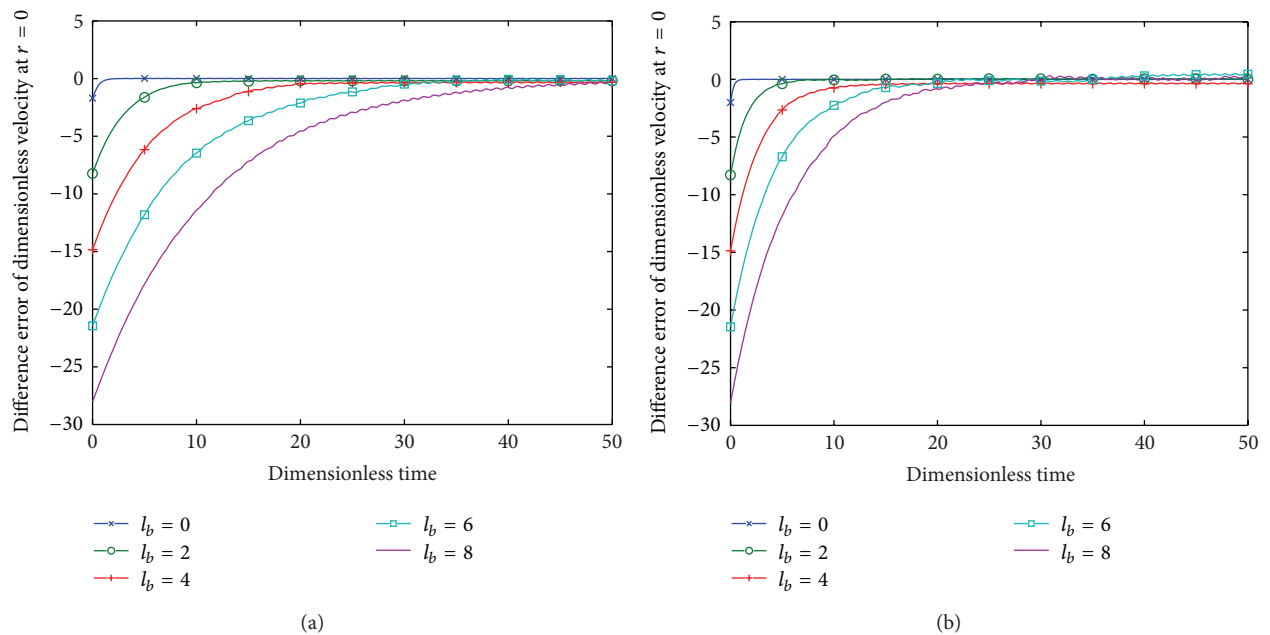 Difference error of dimensionless velocity at r = 0
5
0
−5
−10
−15
−20
−25
−30
0
10
20
30
40
50
Dimensionless time
l_b = 0
l_b = 2
l_b = 4
l_b = 6
l_b = 8
(a)
Difference error of dimensionless velocity at r = 0
5
0
−5
−10
−15
−20
−25
−30
0
10
20
30
40
50
Dimensionless time
l_b = 0
l_b = 2
l_b = 4
l_b = 6
l_b = 8
(b)